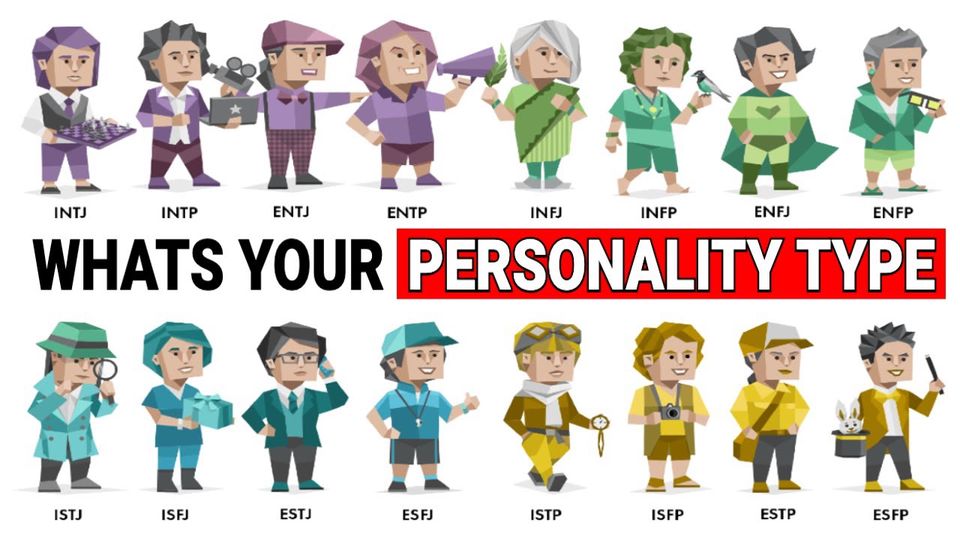 INTJ INTP ENTJ ENTP INFJ INFP ENFJ ENFP
WHATS YOUR PERSONALITY TYPE
ISTJ ISFJ ESTJ ESFJ ISTP ISFP ESTP ESFP